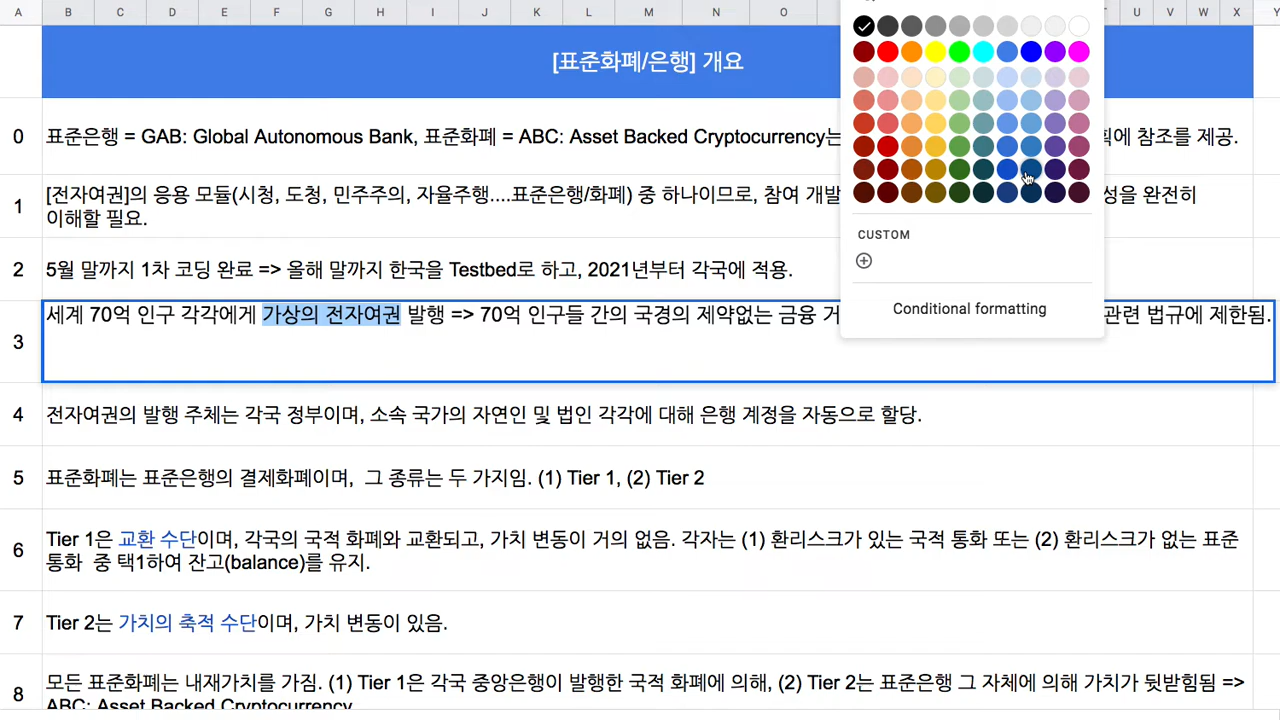 A B C D E F G H I J K L M N O U V W X Y
[표준화폐/은행] 개요
0 표준은행 = GAB: Global Autonomous Bank, 표준화폐 = ABC: Asset Backed Cryptocurrency는 획에 참조를 제공.
1 [전자여권]의 응용 모듈(시청, 도청, 민주주의, 자율주행....표준은행/화폐) 중 하나이므로, 참여 개발 성을 완전히
이해할 필요.
2 5월 말까지 1차 코딩 완료 => 올해 말까지 한국을 Testbed로 하고, 2021년부터 각국에 적용.
3 세계 70억 인구 각각에게 가상의 전자여권 발행 => 70억 인구들 간의 국경의 제약없는 금융 거 관련 법규에 제한됨.
4 전자여권의 발행 주체는 각국 정부이며, 소속 국가의 자연인 및 법인 각각에 대해 은행 계정을 자동으로 할당.
5 표준화폐는 표준은행의 결제화폐이며, 그 종류는 두 가지임. (1) Tier 1, (2) Tier 2
6 Tier 1은 교환 수단이며, 각국의 국적 화폐와 교환되고, 가치 변동이 거의 없음. 각자는 (1) 환리스크가 있는 국적 통화 또는 (2) 환리스크가 없는 표준
통화 중 택1하여 잔고(balance)를 유지.
7 Tier 2는 가치의 축적 수단이며, 가치 변동이 있음.
8 모든 표준화폐는 내재가치를 가짐. (1) Tier 1은 각국 중앙은행이 발행한 국적 화폐에 의해, (2) Tier 2는 표준은행 그 자체에 의해 가치가 뒷받힘됨 =>
ABC: Asset Backed Cryptocurrency
CUSTOM
Conditional formatting